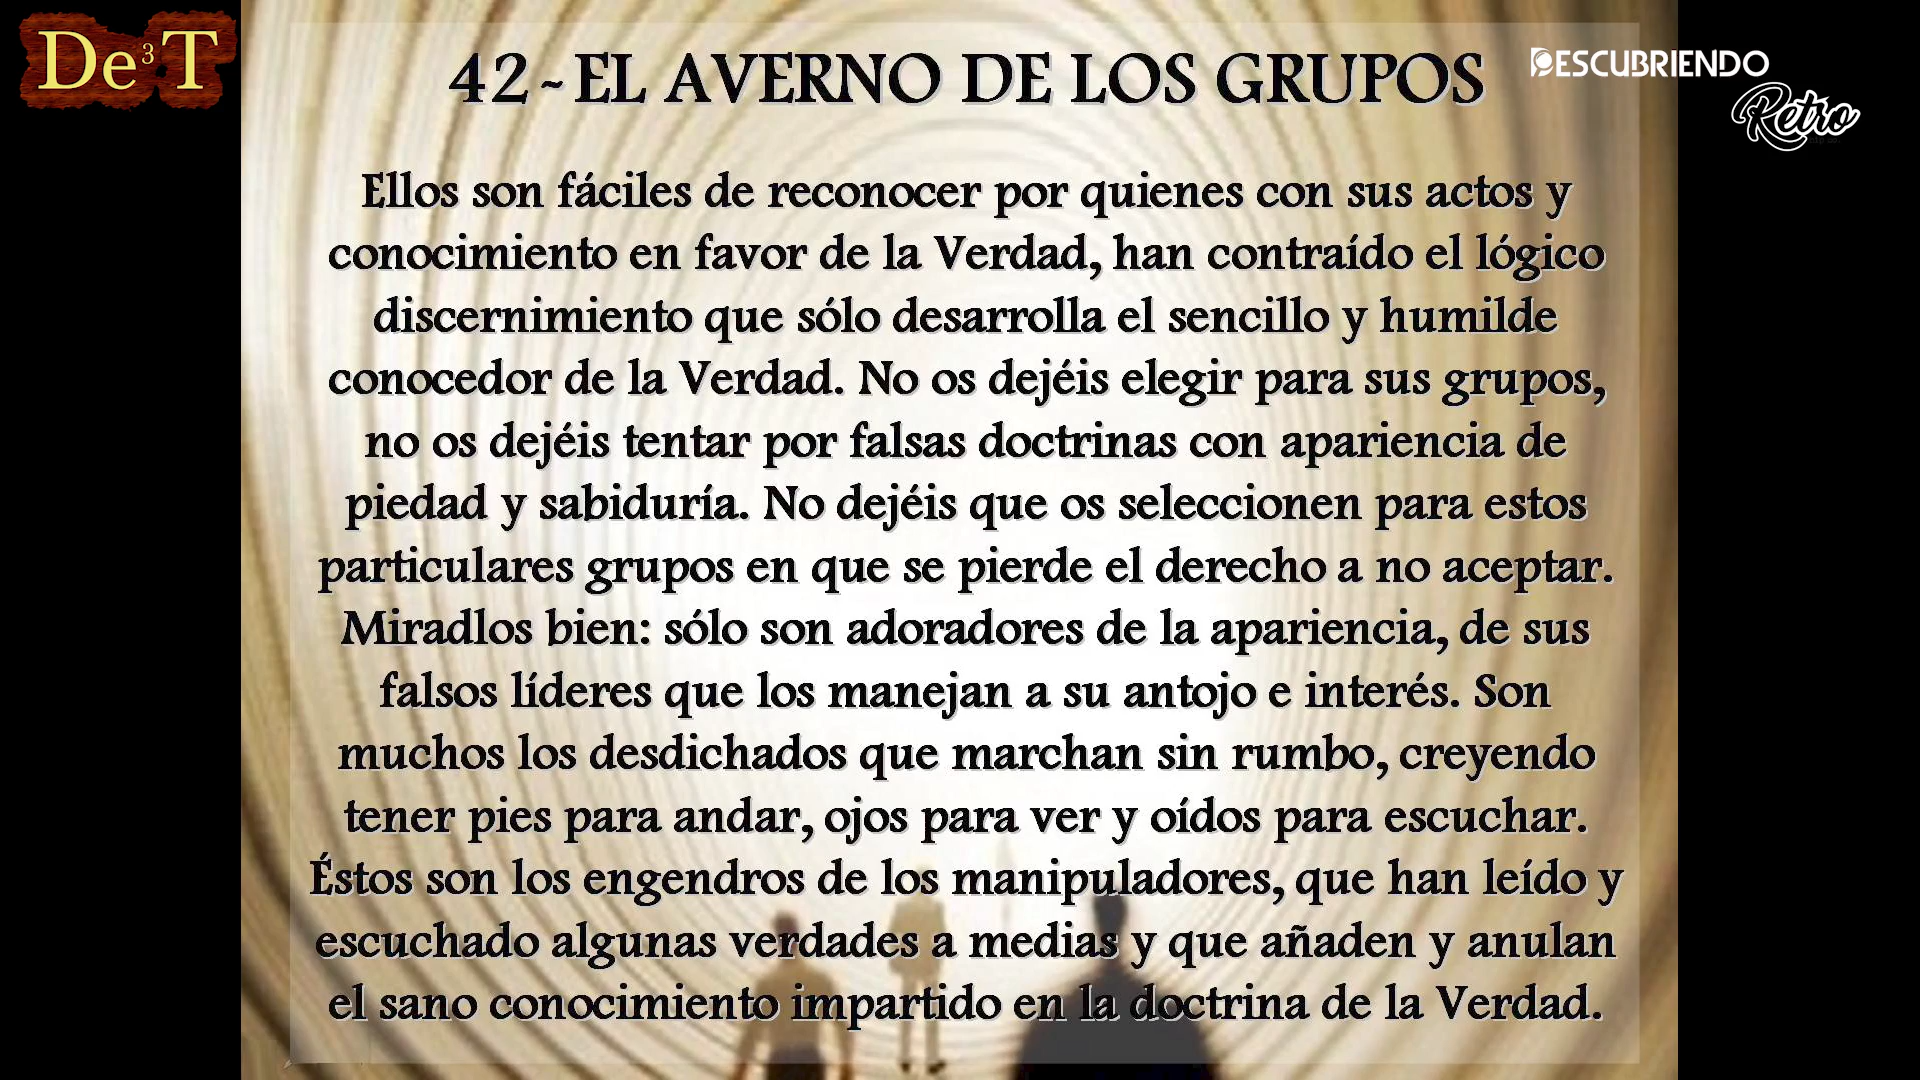 De³T
42~EL AVERNO DE LOS GRUPOS
DESCUBRIENDO
Retro
Ellos son fáciles de reconocer por quienes con sus actos y
conocimiento en favor de la Verdad, han contraído el lógico
discernimiento que sólo desarrolla el sencillo y humilde
conocedor de la Verdad. No os dejéis elegir para sus grupos,
no os dejéis tentar por falsas doctrinas con apariencia de
piedad y sabiduría. No dejéis que os seleccionen para estos
particulares grupos en que se pierde el derecho a no aceptar.
Miradlos bien: sólo son adoradores de la apariencia, de sus
falsos líderes que los manejan a su antojo e interés. Son
muchos los desdichados que marchan sin rumbo, creyendo
tener pies para andar, ojos para ver y oídos para escuchar.
Éstos son los engendros de los manipuladores, que han leído y
escuchado algunas verdades a medias y que añaden y anulan
el sano conocimiento impartido en la doctrina de la Verdad.